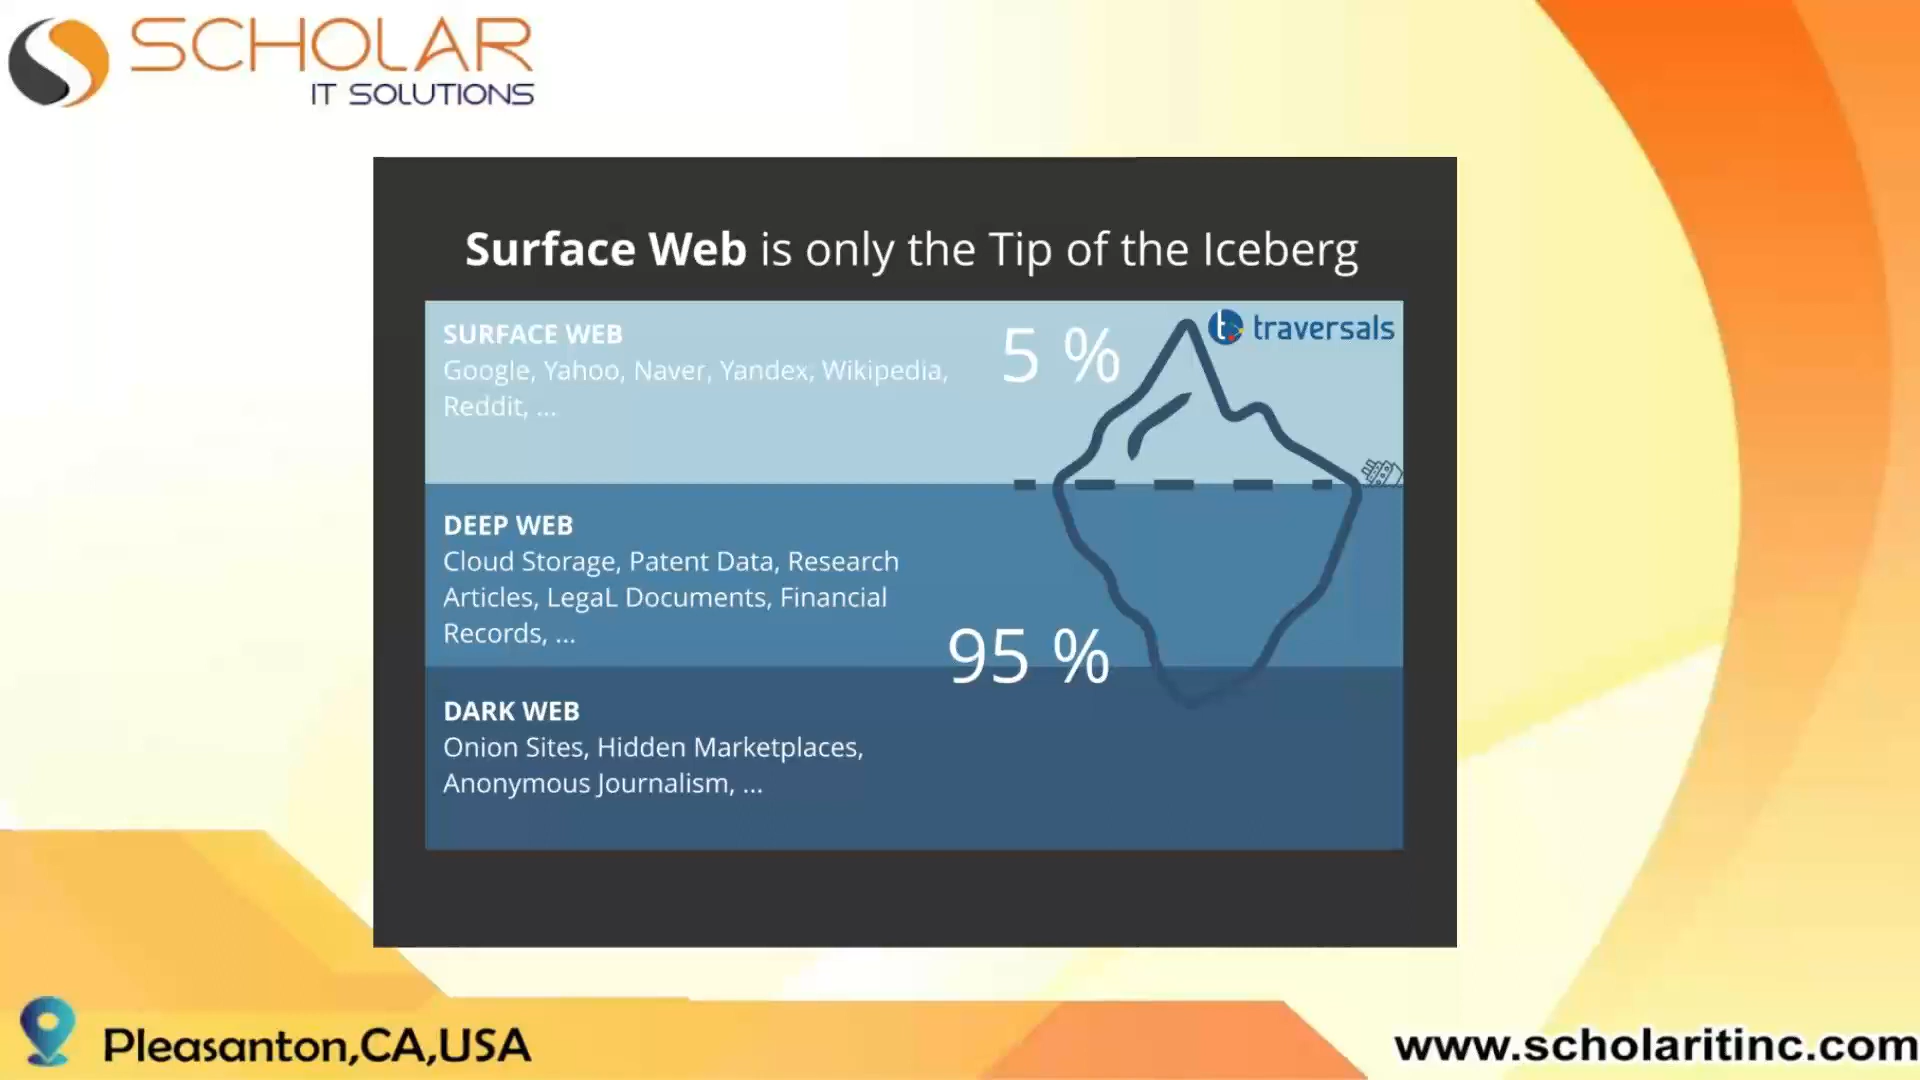 SCHOLAR
IT SOLUTIONS
Surface Web is only the Tip of the Iceberg
traversals
SURFACE WEB
Google, Yahoo, Naver, Yandex, Wikipedia,
Reddit, ...
5 %
DEEP WEB
Cloud Storage, Patent Data, Research
Articles, LegaL Documents, Financial
Records, ...
95 %
DARK WEB
Onion Sites, Hidden Marketplaces,
Anonymous Journalism, ...
Pleasanton,CA,USA
www.scholaritinc.com